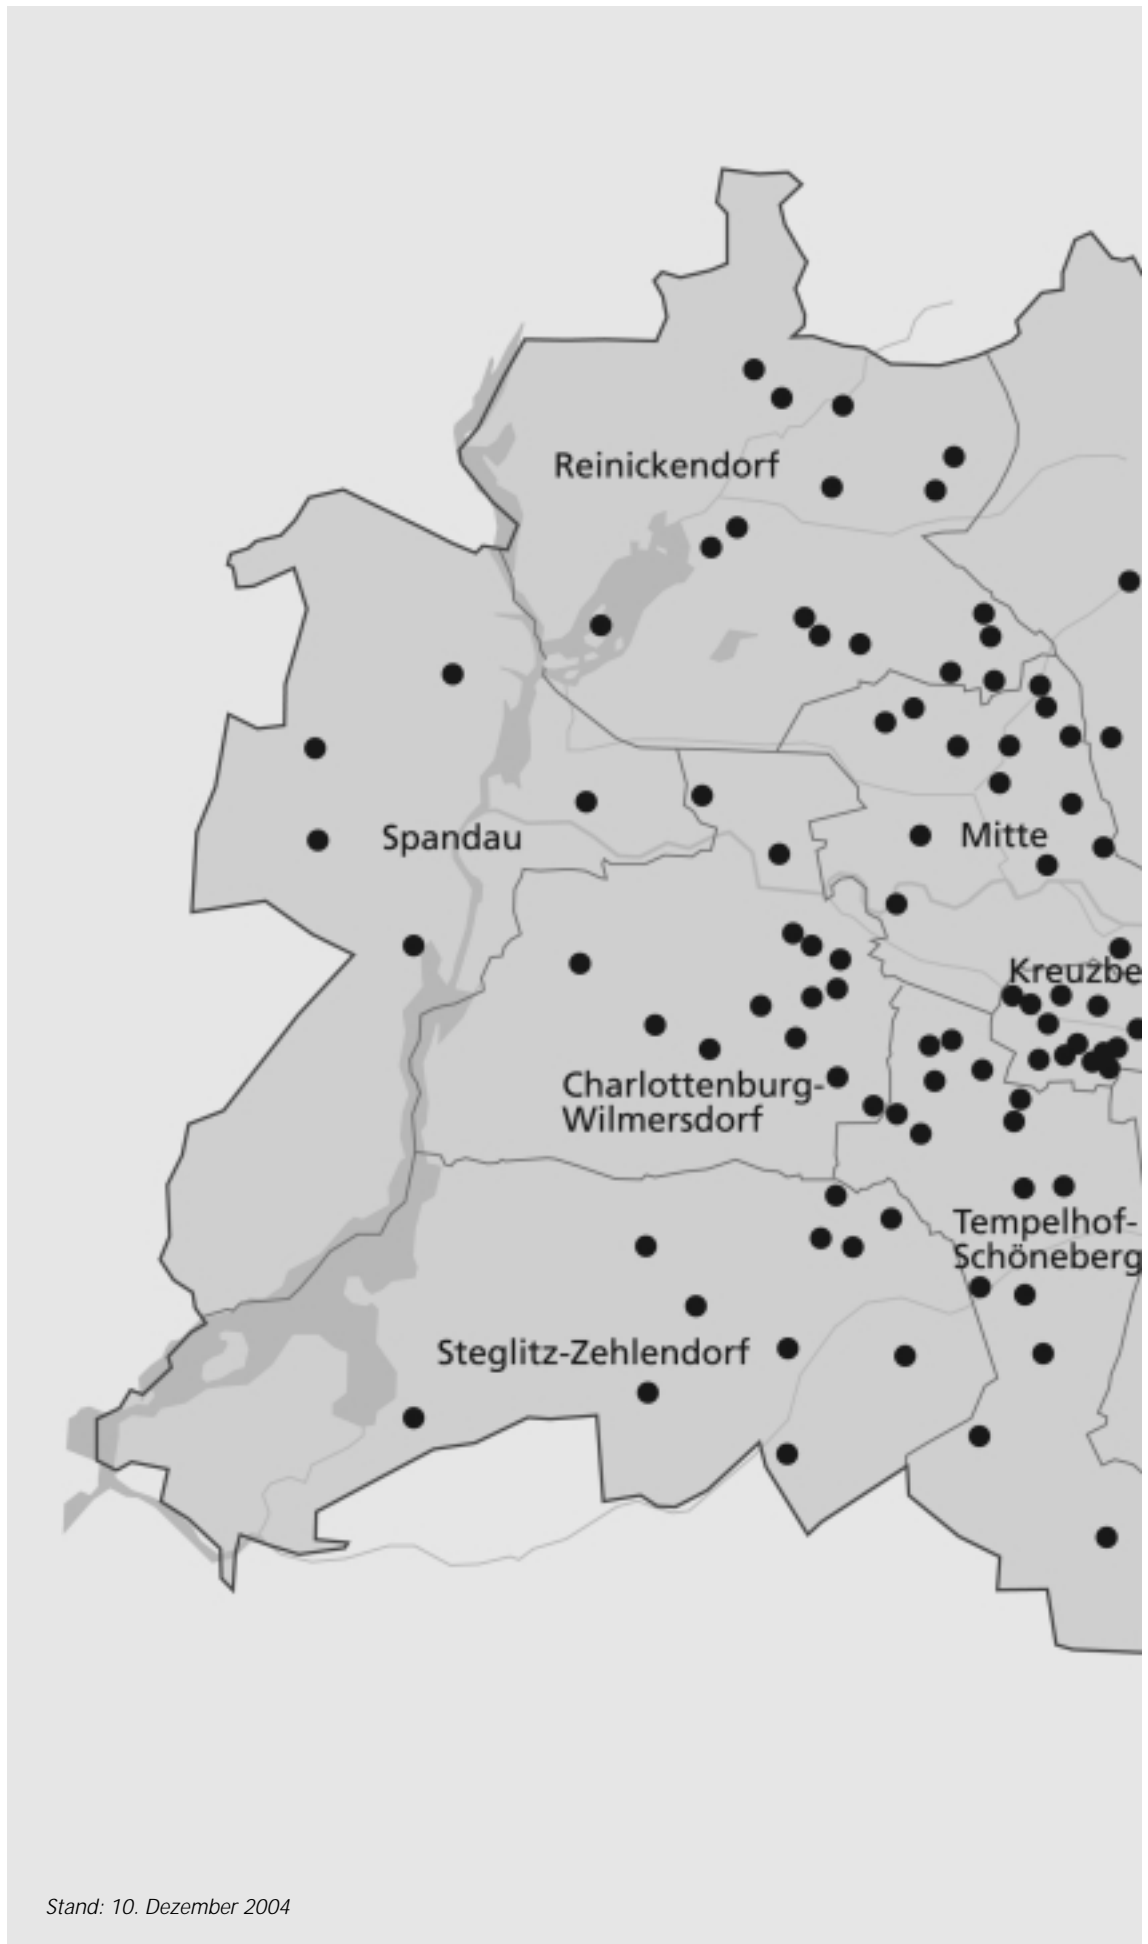 Reinickendorf
Spandau
Mitte
Kreuzbe
Charlottenburg-
Wilmersdorf
Tempelhof-
Schöneberg
Steglitz-Zehlendorf
Stand: 10. Dezember 2004